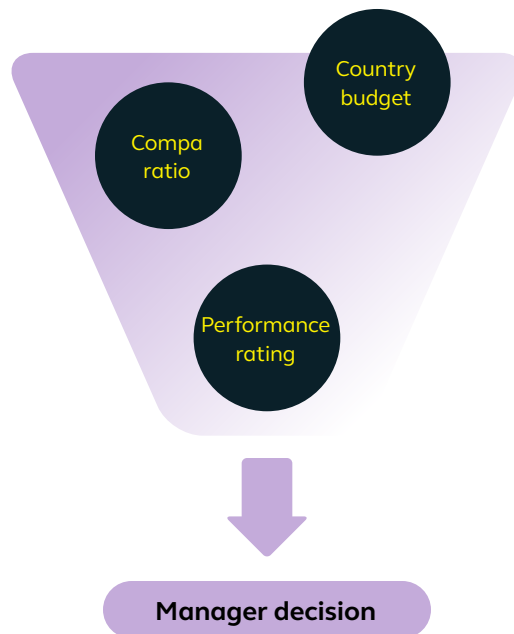 Country
budget
Compa
ratio
Performance
rating
Manager decision